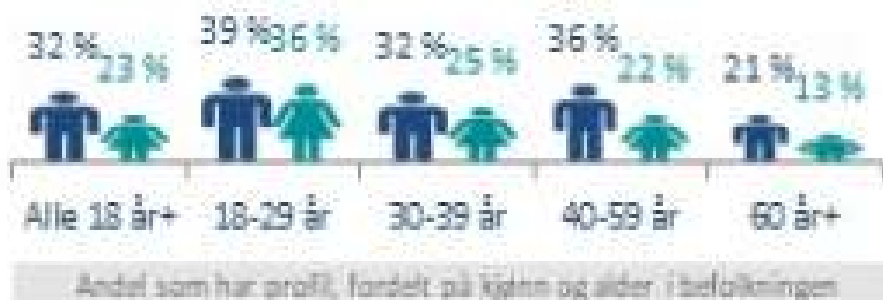 32 % 23 % 39 % 36 % 32 % 25 % 36 % 22 % 21 % 13 %
Alle 18 år+ 18-29 år 30-39 år 40-59 år 60 år+
Andel som har profil, fordelt på kjønn og alder i befolkningen